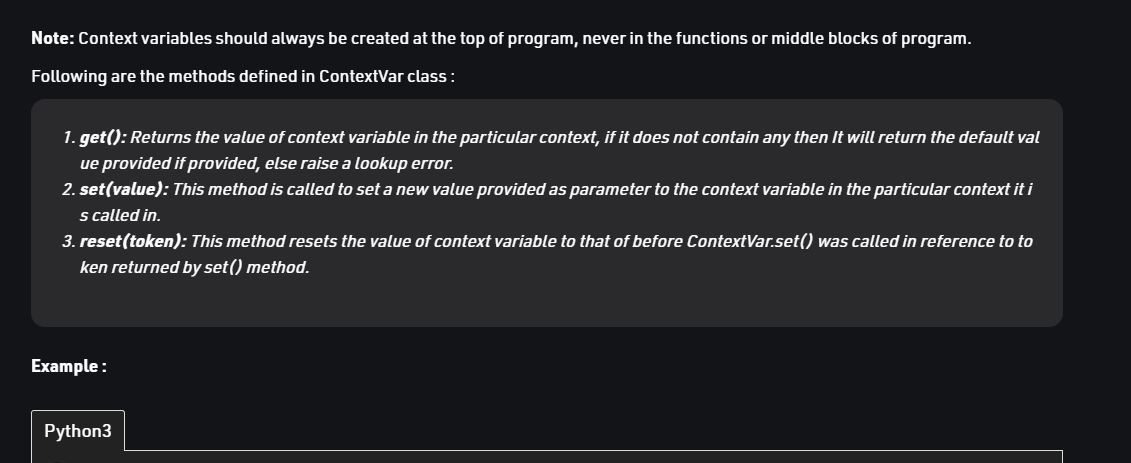 Note: Context variables should always be created at the top of program, never in the functions or middle blocks of program.
Following are the methods defined in ContextVar class :
1. get(): Returns the value of context variable in the particular context, if it does not contain any then It will return the default val
ue provided if provided, else raise a lookup error.
2. set(value): This method is called to set a new value provided as parameter to the context variable in the particular context it i
s called in.
3. reset(token): This method resets the value of context variable to that of before ContextVar.set() was called in reference to to
ken returned by set() method.
Example :
Python3